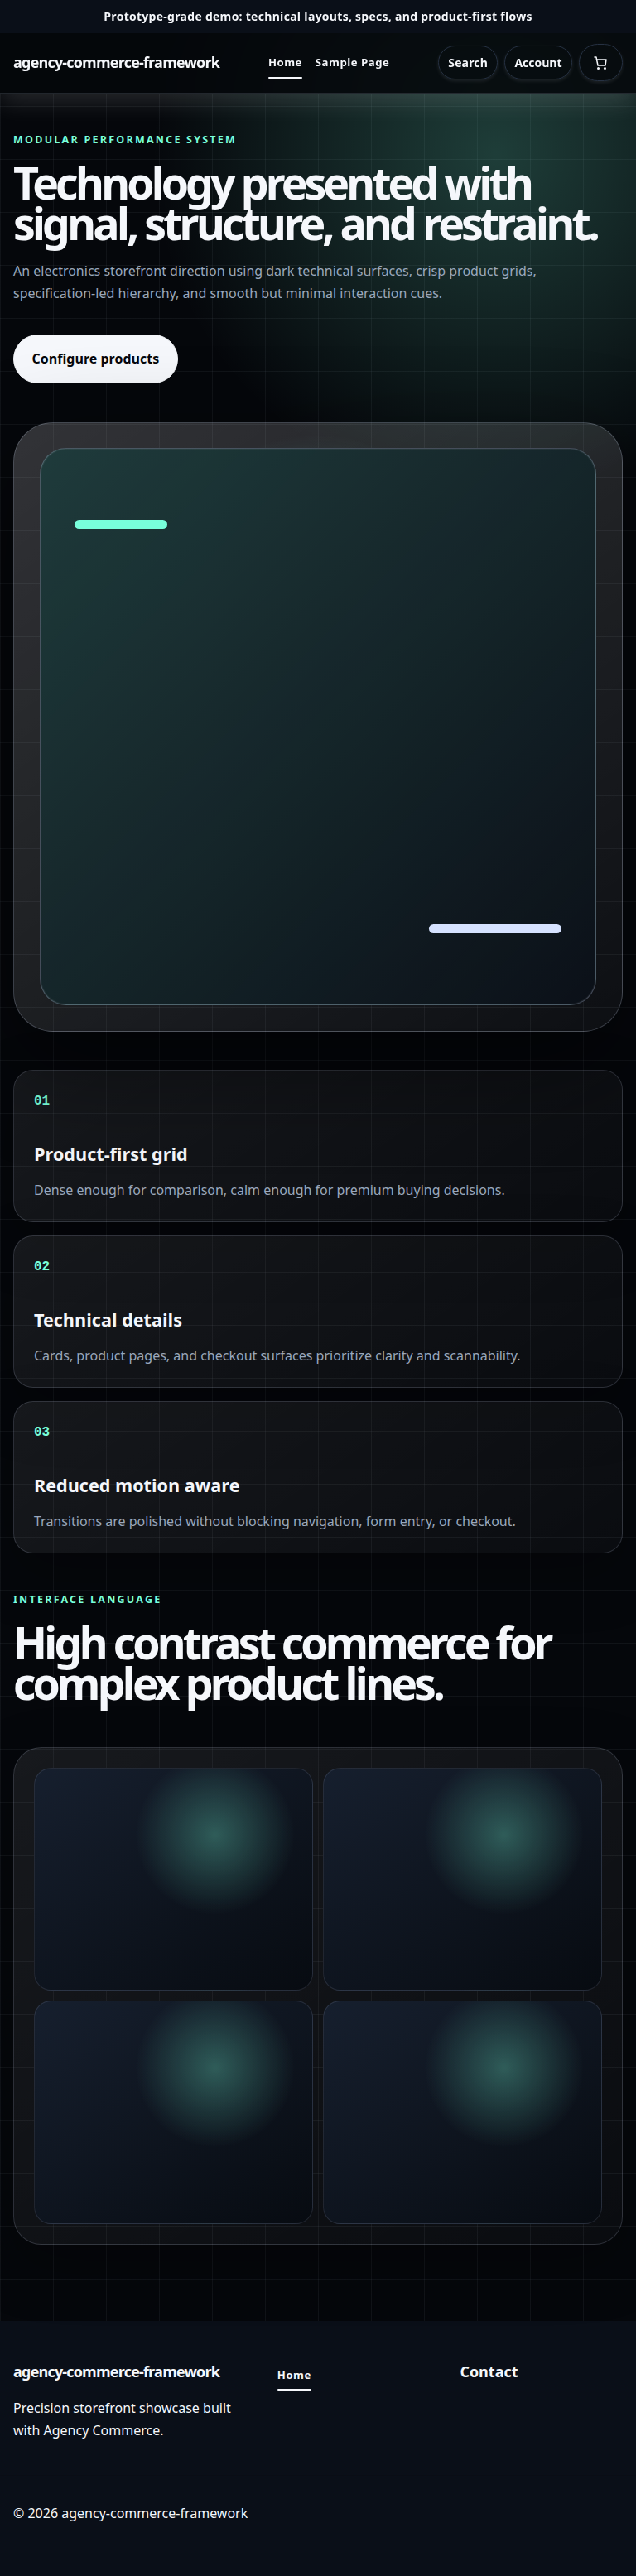 Prototype-grade demo: technical layouts, specs, and product-first flows
agency-commerce-framework
Home
Sample Page
Search
Account
MODULAR PERFORMANCE SYSTEM
Technology presented with
signal, structure, and restraint.
An electronics storefront direction using dark technical surfaces, crisp product grids,
specification-led hierarchy, and smooth but minimal interaction cues.
Configure products
01
Product-first grid
Dense enough for comparison, calm enough for premium buying decisions.
02
Technical details
Cards, product pages, and checkout surfaces prioritize clarity and scannability.
03
Reduced motion aware
Transitions are polished without blocking navigation, form entry, or checkout.
INTERFACE LANGUAGE
High contrast commerce for
complex product lines.
agency-commerce-framework
Precision storefront showcase built
with Agency Commerce.
Home
Contact
© 2026 agency-commerce-framework